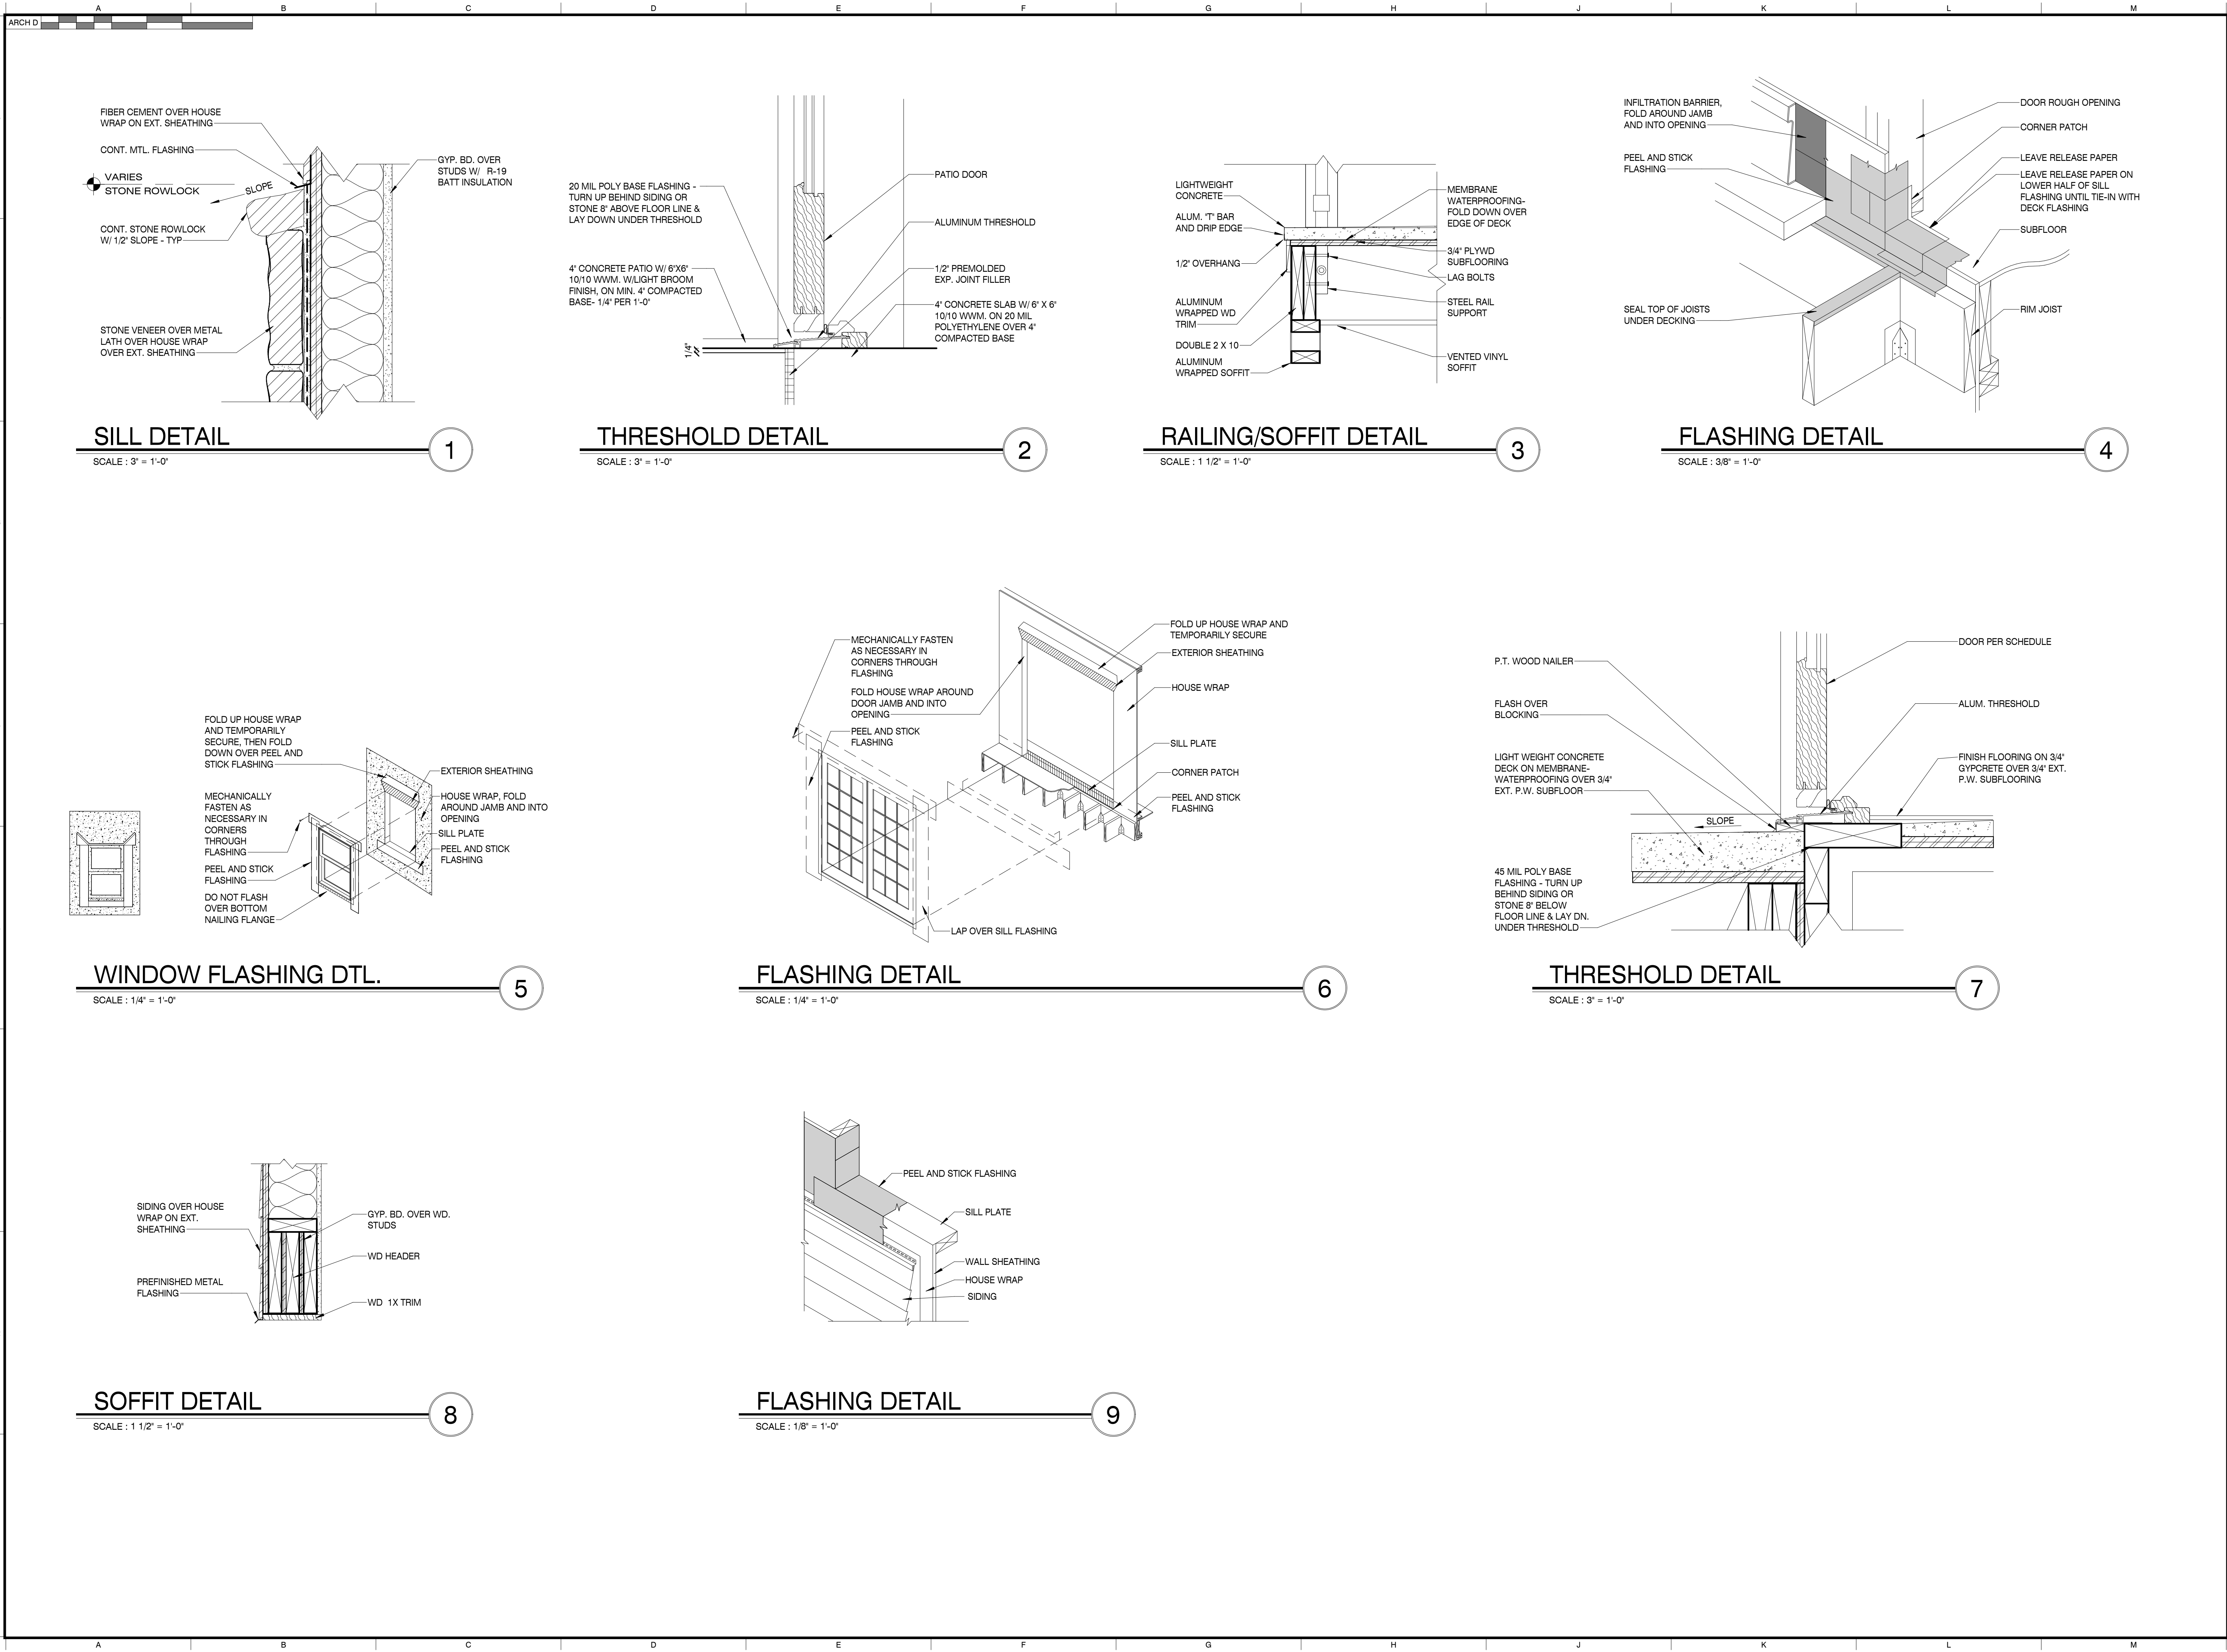 A B C D E F G H J K L M
ARCH D
FIBER CEMENT OVER HOUSE
WRAP ON EXT. SHEATHING
CONT. MTL. FLASHING
VARIES
STONE ROWLOCK
SLOPE
CONT. STONE ROWLOCK
W/ 1/2" SLOPE - TYP
STONE VENEER OVER METAL
LATH OVER HOUSE WRAP
OVER EXT. SHEATHING
GYP. BD. OVER
STUDS W/ R-19
BATT INSULATION
SILL DETAIL
1
SCALE : 3" = 1'-0"
20 MIL POLY BASE FLASHING -
TURN UP BEHIND SIDING OR
STONE 8" ABOVE FLOOR LINE &
LAY DOWN UNDER THRESHOLD
4" CONCRETE PATIO W/ 6"X6"
10/10 WWM. W/LIGHT BROOM
FINISH, ON MIN. 4" COMPACTED
BASE- 1/4" PER 1'-0"
1/4"
PATIO DOOR
ALUMINUM THRESHOLD
1/2" PREMOLDED
EXP. JOINT FILLER
4" CONCRETE SLAB W/ 6" X 6"
10/10 WWM. ON 20 MIL
POLYETHYLENE OVER 4"
COMPACTED BASE
THRESHOLD DETAIL
2
SCALE : 3" = 1'-0"
LIGHTWEIGHT
CONCRETE
ALUM. "T" BAR
AND DRIP EDGE
1/2" OVERHANG
ALUMINUM
WRAPPED WD
TRIM
DOUBLE 2 X 10
ALUMINUM
WRAPPED SOFFIT
MEMBRANE
WATERPROOFING-
FOLD DOWN OVER
EDGE OF DECK
3/4" PLYWD
SUBFLOORING
LAG BOLTS
STEEL RAIL
SUPPORT
VENTED VINYL
SOFFIT
RAILING/SOFFIT DETAIL
3
SCALE : 1 1/2" = 1'-0"
INFILTRATION BARRIER,
FOLD AROUND JAMB
AND INTO OPENING
PEEL AND STICK
FLASHING
SEAL TOP OF JOISTS
UNDER DECKING
DOOR ROUGH OPENING
CORNER PATCH
LEAVE RELEASE PAPER
LEAVE RELEASE PAPER ON
LOWER HALF OF SILL
FLASHING UNTIL TIE-IN WITH
DECK FLASHING
SUBFLOOR
RIM JOIST
FLASHING DETAIL
4
SCALE : 3/8" = 1'-0"
FOLD UP HOUSE WRAP
AND TEMPORARILY
SECURE, THEN FOLD
DOWN OVER PEEL AND
STICK FLASHING
MECHANICALLY
FASTEN AS
NECESSARY IN
CORNERS
THROUGH
FLASHING
PEEL AND STICK
FLASHING
DO NOT FLASH
OVER BOTTOM
NAILING FLANGE
EXTERIOR SHEATHING
HOUSE WRAP, FOLD
AROUND JAMB AND INTO
OPENING
SILL PLATE
PEEL AND STICK
FLASHING
WINDOW FLASHING DTL.
5
SCALE : 1/4" = 1'-0"
MECHANICALLY FASTEN
AS NECESSARY IN
CORNERS THROUGH
FLASHING
FOLD HOUSE WRAP AROUND
DOOR JAMB AND INTO
OPENING
PEEL AND STICK
FLASHING
FOLD UP HOUSE WRAP AND
TEMPORARILY SECURE
EXTERIOR SHEATHING
HOUSE WRAP
SILL PLATE
CORNER PATCH
PEEL AND STICK
FLASHING
LAP OVER SILL FLASHING
FLASHING DETAIL
6
SCALE : 1/4" = 1'-0"
P.T. WOOD NAILER
FLASH OVER
BLOCKING
LIGHT WEIGHT CONCRETE
DECK ON MEMBRANE-
WATERPROOFING OVER 3/4"
EXT. P.W. SUBFLOOR
45 MIL POLY BASE
FLASHING - TURN UP
BEHIND SIDING OR
STONE 8" BELOW
FLOOR LINE & LAY DN.
UNDER THRESHOLD
SLOPE
DOOR PER SCHEDULE
ALUM. THRESHOLD
FINISH FLOORING ON 3/4"
GYPCRETE OVER 3/4" EXT.
P.W. SUBFLOORING
THRESHOLD DETAIL
7
SCALE : 3" = 1'-0"
SIDING OVER HOUSE
WRAP ON EXT.
SHEATHING
PREFINISHED METAL
FLASHING
GYP. BD. OVER WD.
STUDS
WD HEADER
WD 1X TRIM
SOFFIT DETAIL
8
SCALE : 1 1/2" = 1'-0"
PEEL AND STICK FLASHING
SILL PLATE
WALL SHEATHING
HOUSE WRAP
SIDING
FLASHING DETAIL
9
SCALE : 1/8" = 1'-0"
A B C D E F G H J K L M